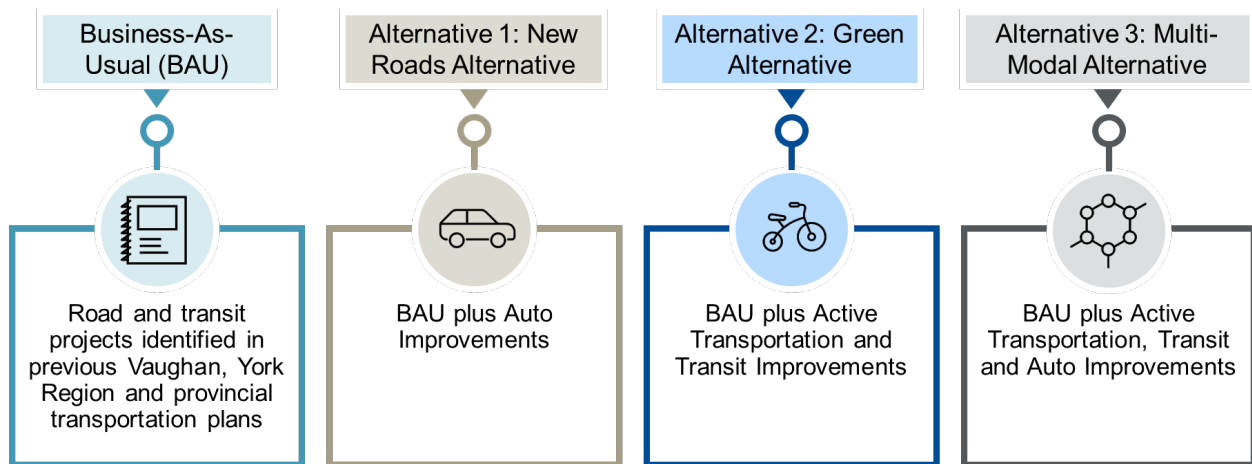 Business-As-
Usual (BAU)
Road and transit
projects identified in
previous Vaughan, York
Region and provincial
transportation plans
Alternative 1: New
Roads Alternative
BAU plus Auto
Improvements
Alternative 2: Green
Alternative
BAU plus Active
Transportation and
Transit Improvements
Alternative 3: Multi-
Modal Alternative
BAU plus Active
Transportation, Transit
and Auto Improvements